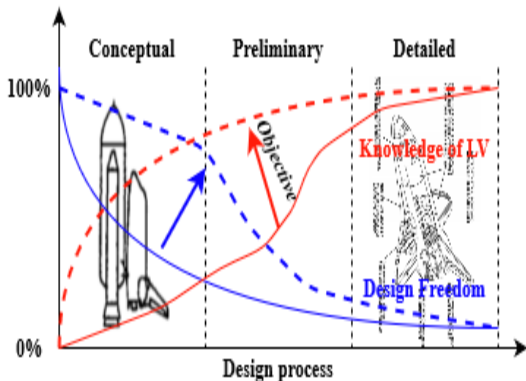 Conceptual Preliminary Detailed
100%
Objective
Knowledge of LV
Design Freedom
0%
Design process